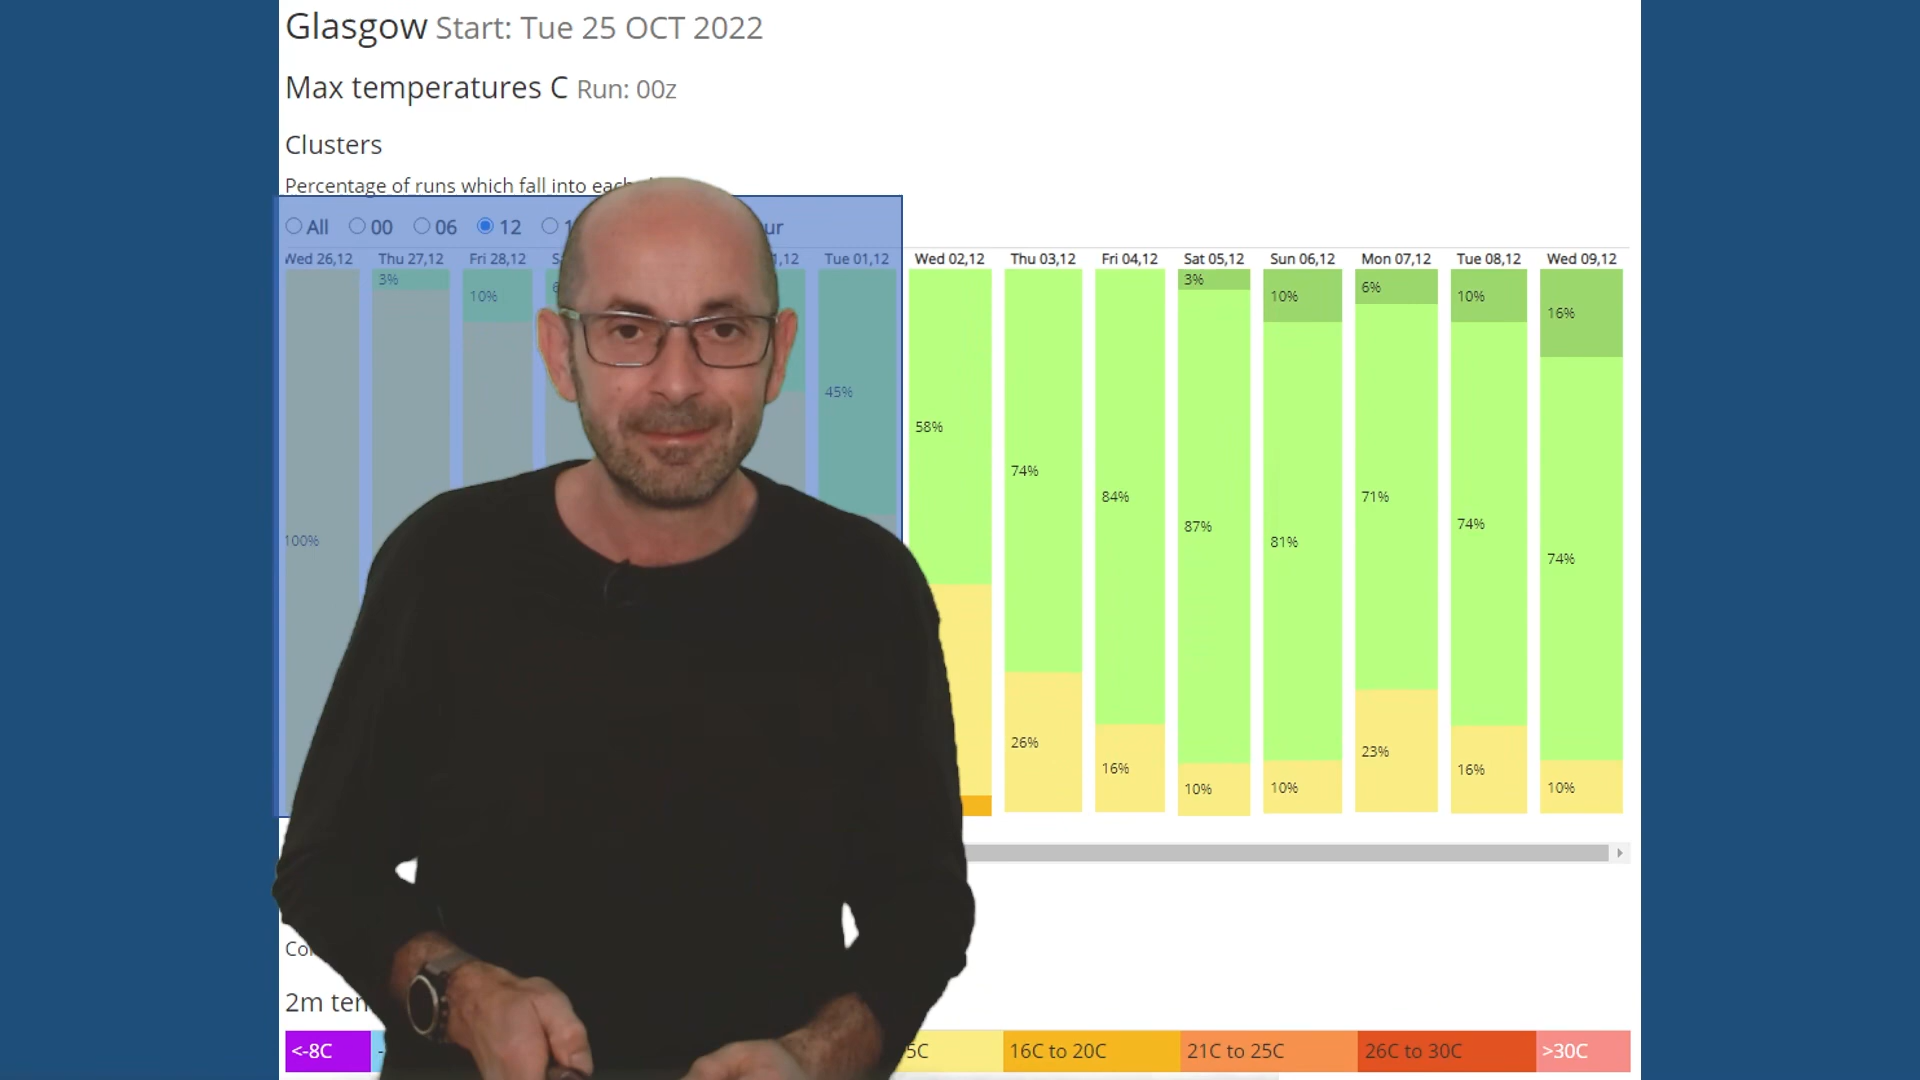 Glasgow Start: Tue 25 OCT 2022
Max temperatures C Run: 00z
Clusters
Percentage of runs which fall into
All 00 06 12
Wed 26,12 Thu 27,12 Fri 28,12 Tue 01,12 Wed 02,12 Thu 03,12 Fri 04,12 Sat 05,12 Sun 06,12 Mon 07,12 Tue 08,12 Wed 09,12
3% 3%
6%
10% 10% 10%
16%
45%
58%
74%
84% 71%
87% 74%
100% 81%
74%
26% 23%
16% 16%
10% 10% 10%
2m
<-8C 16C to 20C 21C to 25C 26C to 30C >30C